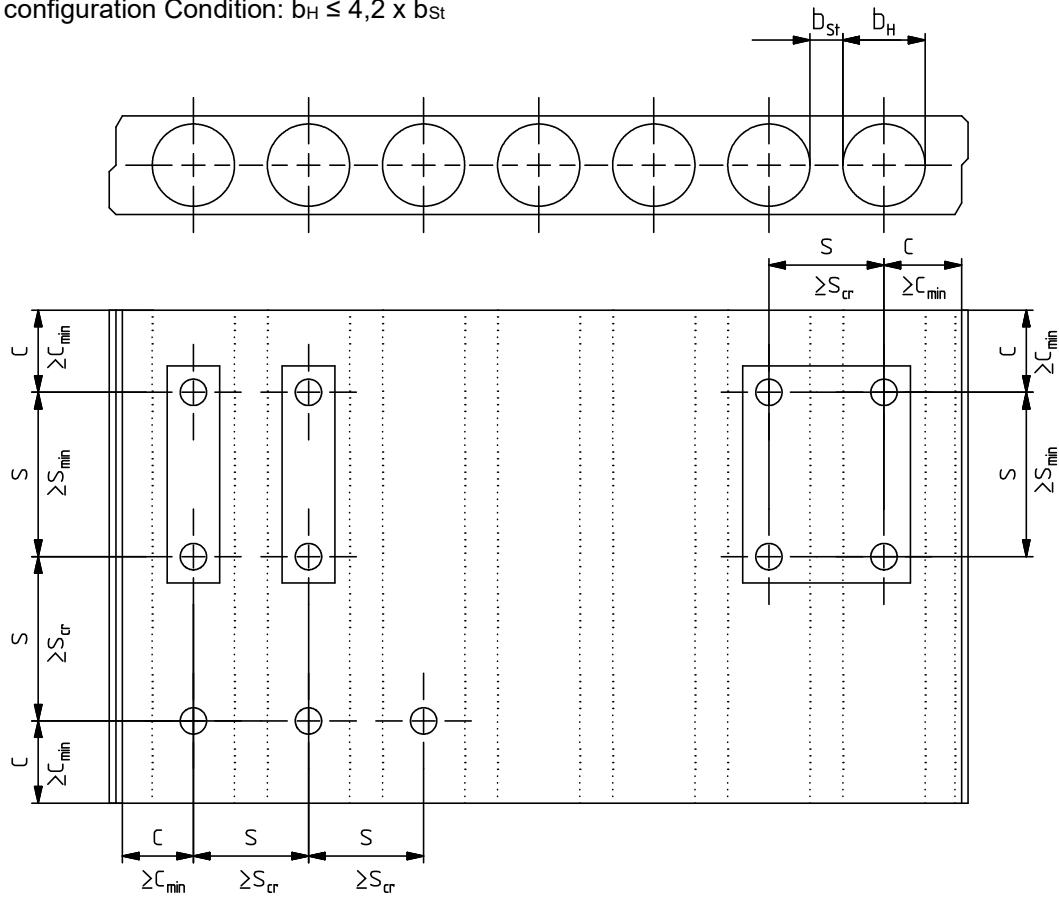 configuration Condition: bH ≤ 4,2 x bSt
bSt bH
S C
≥Scr ≥Cmin
C ≥Cmin
S ≥Smin
S ≥Scr
C ≥Cmin
C ≥Cmin
S ≥Smin
C S S
≥Cmin ≥Scr ≥Scr